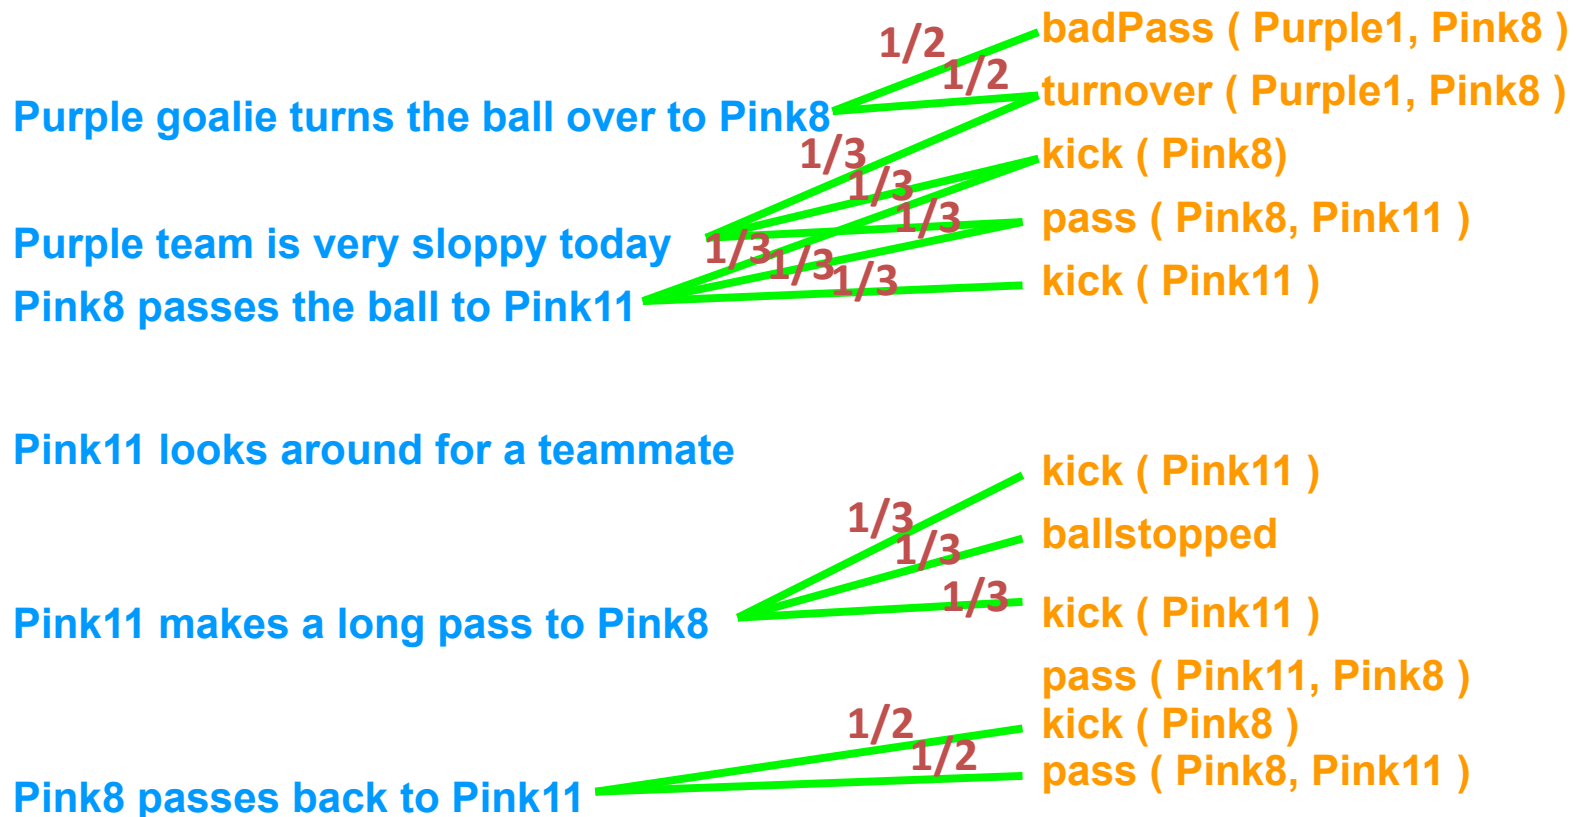 badPass ( Purple1, Pink8 )
1/2
1/2
turnover ( Purple1, Pink8 )
Purple goalie turns the ball over to Pink8
1/3
kick ( Pink8)
1/3
1/3
pass ( Pink8, Pink11 )
Purple team is very sloppy today
1/3
1/3
1/3
kick ( Pink11 )
Pink8 passes the ball to Pink11
Pink11 looks around for a teammate
kick ( Pink11 )
1/3
1/3
ballstopped
1/3
kick ( Pink11 )
Pink11 makes a long pass to Pink8
pass ( Pink11, Pink8 )
1/2
kick ( Pink8 )
1/2
pass ( Pink8, Pink11 )
Pink8 passes back to Pink11